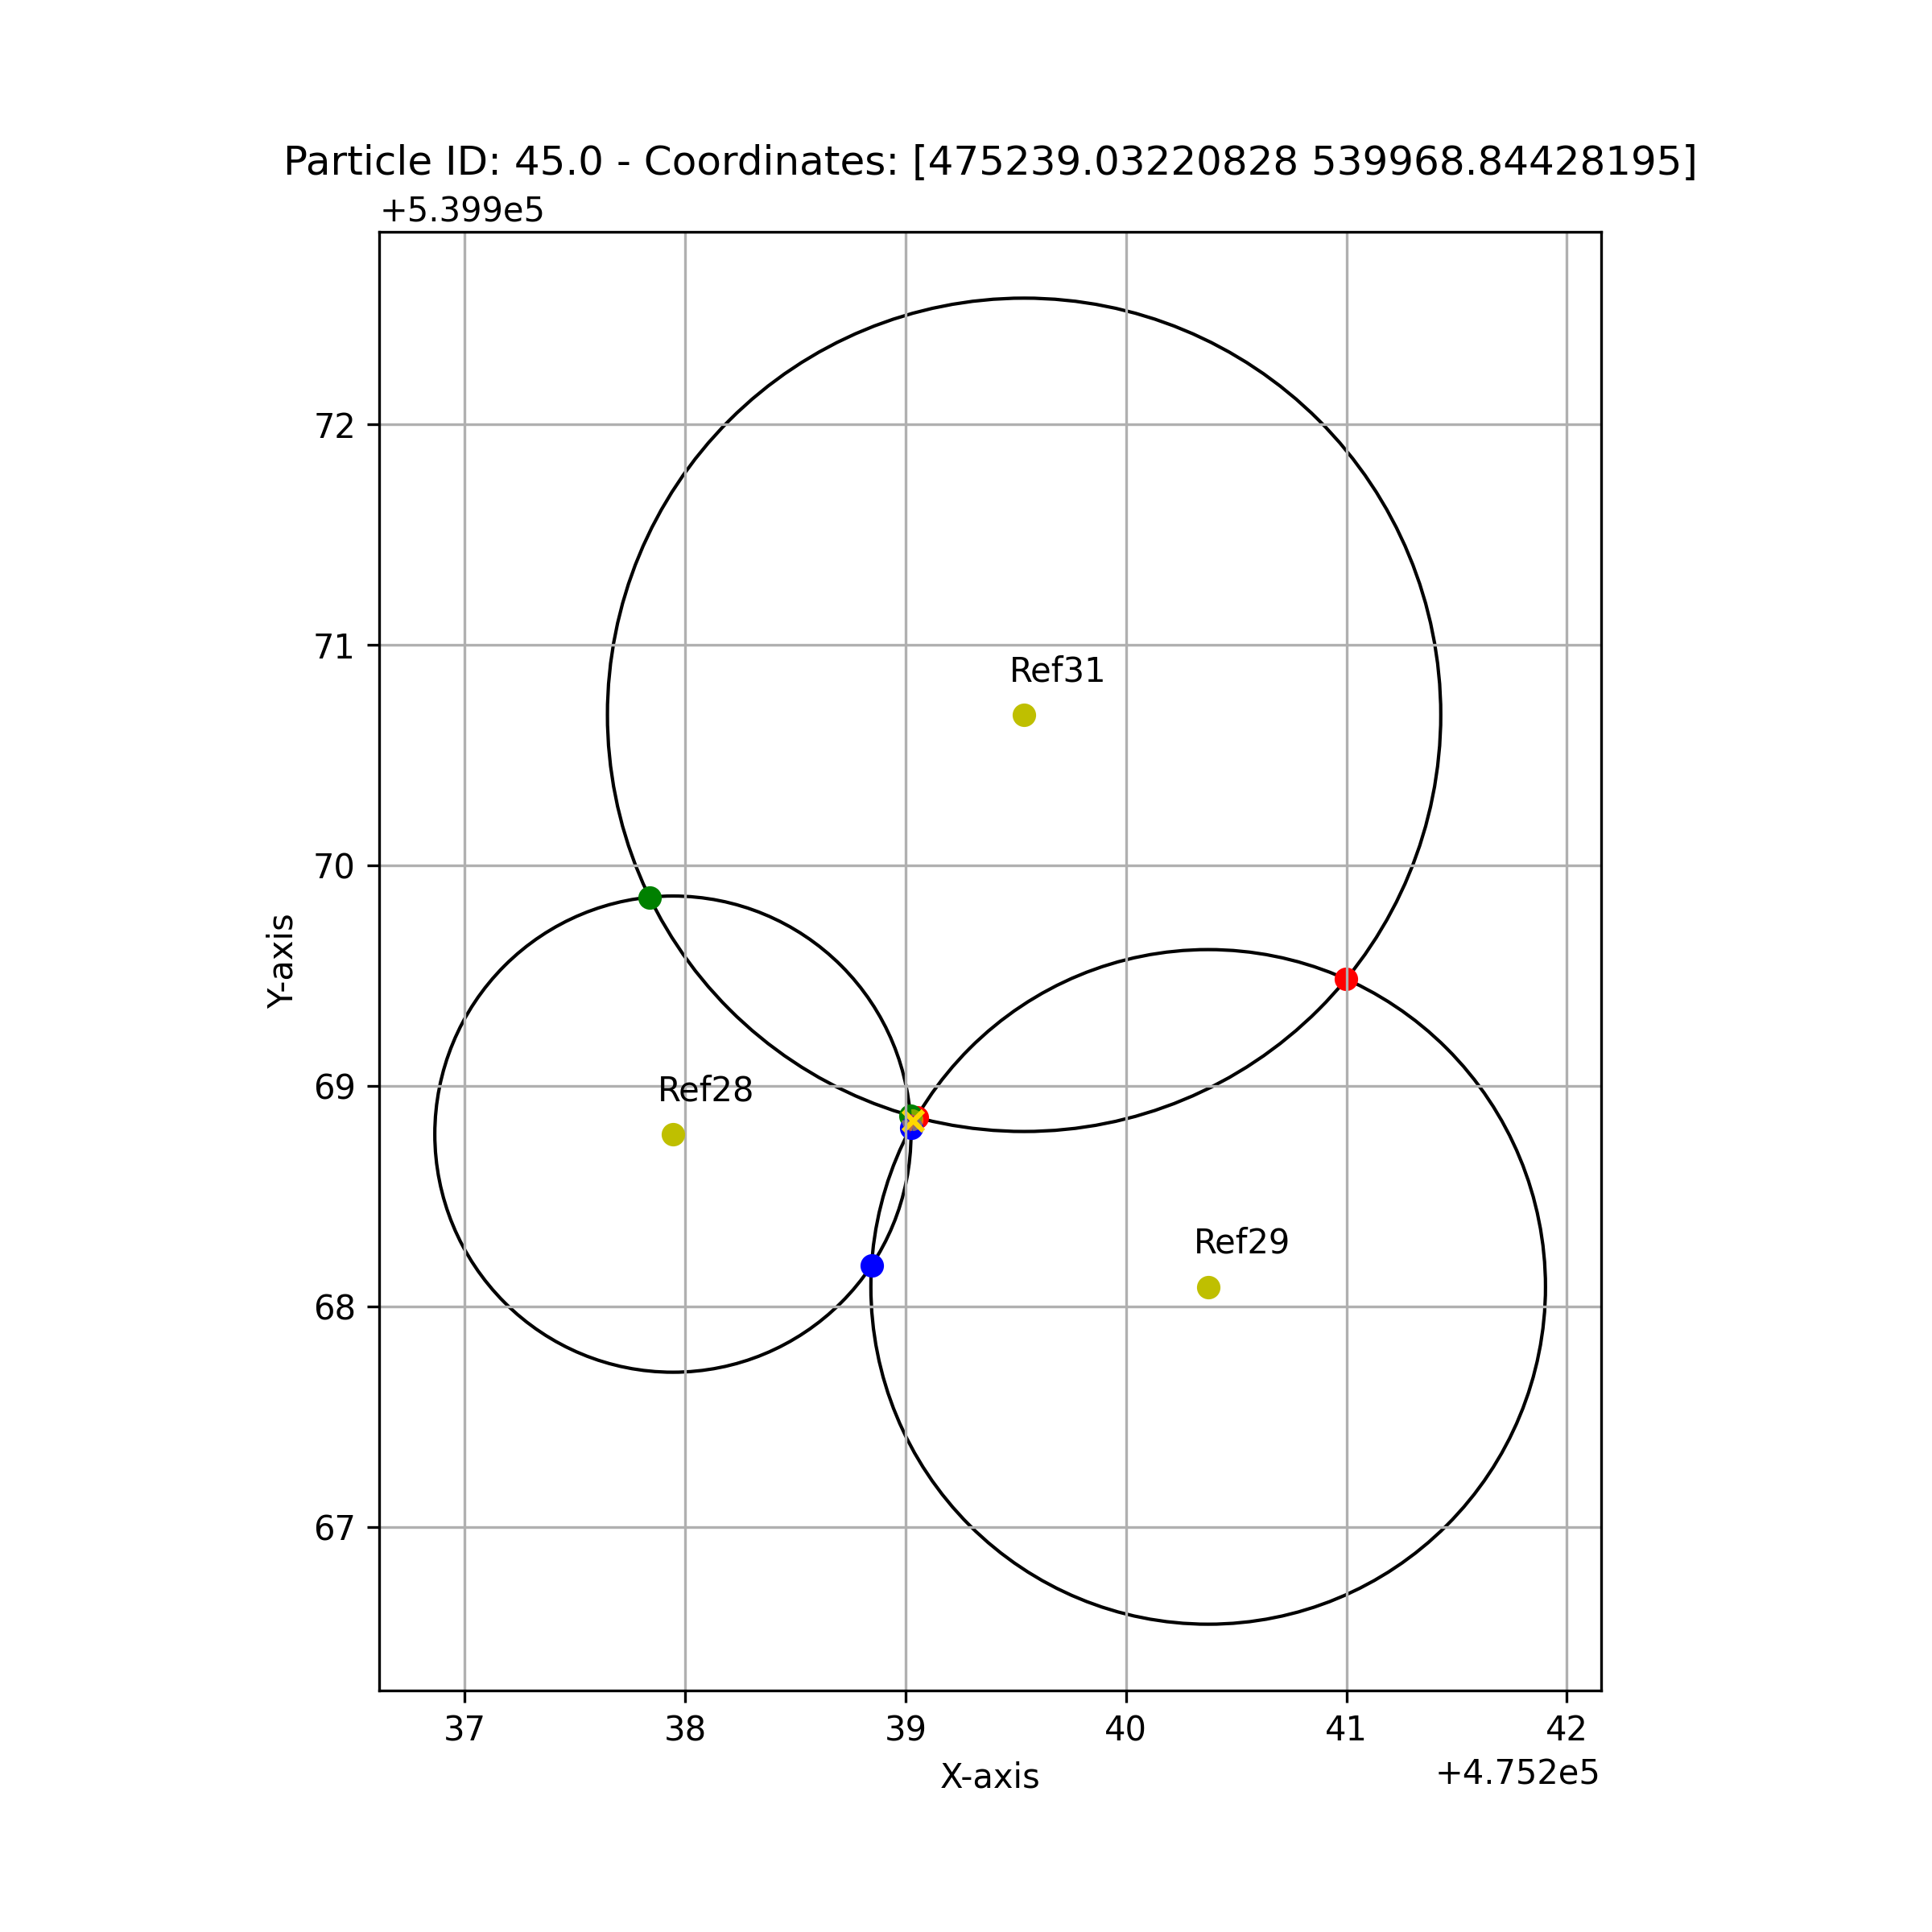 Particle ID: 45.0 - Coordinates: [475239.03220828 539968.84428195]
+5.399e5
72
71
Ref31
70
Y-axis
69
Ref28
Ref29
68
67
37 38 39 40 41 42
X-axis
+4.752e5